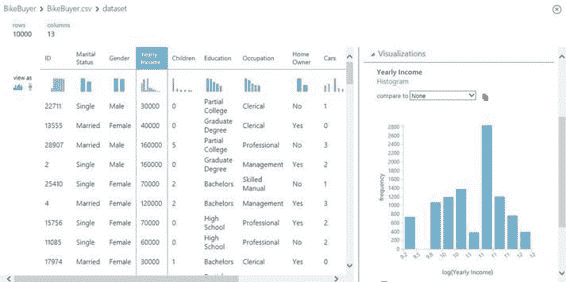 BikeBuyer > BikeBuyer.csv > dataset
rows columns
10000 13
ID Marital Status Gender Yearly Income Children Education Occupation Home Owner Cars
view as
22711 Single Male 30000 0 Partial College Clerical No 1
13555 Married Female 40000 0 Graduate Degree Clerical Yes 0
28907 Married Male 160000 5 Partial College Professional No 3
2 Single Male 160000 0 Graduate Degree Management Yes 2
25410 Single Female 70000 2 Bachelors Skilled Manual No 1
4 Married Female 120000 2 Bachelors Management Yes 3
15756 Single Male 70000 0 High School Professional Yes 2
11085 Single Male 60000 0 High School Professional No 2
17974 Married Female 30000 1 Bachelors Clerical Yes 0
Visualizations
Yearly Income
Histogram
compare to None
frequency
2800
2600
2400
2200
2000
1800
1600
1400
1200
1000
800
600
400
200
0
9.2 9.5 9.8 10 10 11 11 11 11 12 12
log(Yearly Income)